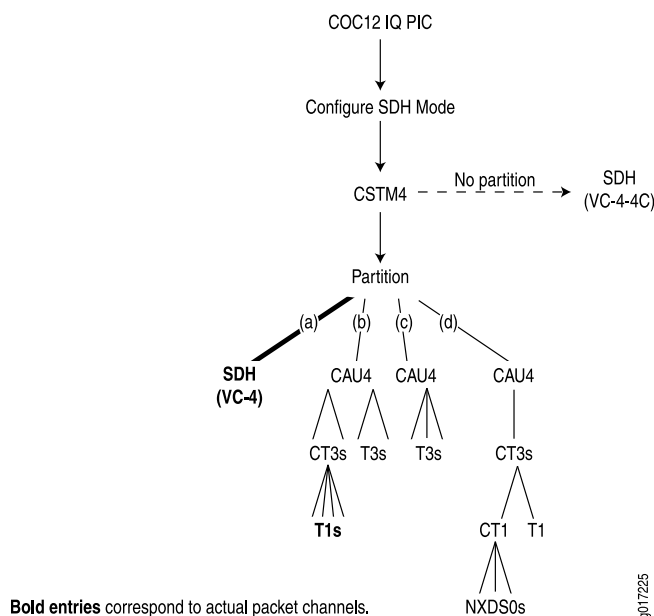 COC12 IQ PIC
Configure SDH Mode
CSTM4
No partition
SDH
(VC-4-4C)
Partition
(a)
(b)
(c)
(d)
SDH
(VC-4)
CAU4
CAU4
CAU4
CT3s
T3s
T3s
CT3s
T1s
CT1
T1
NXDS0s
Bold entries correspond to actual packet channels.
g017225